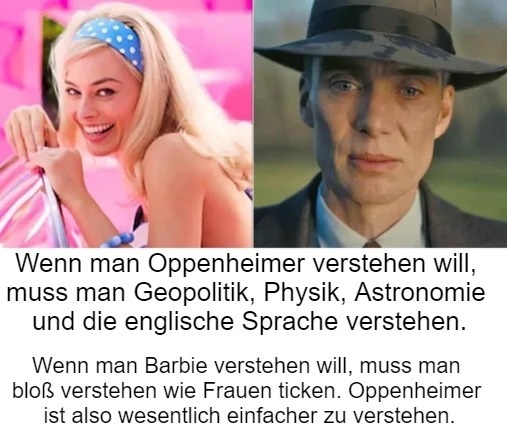 Wenn man Oppenheimer verstehen will,
muss man Geopolitik, Physik, Astronomie
und die englische Sprache verstehen.
Wenn man Barbie verstehen will, muss man
bloß verstehen wie Frauen ticken. Oppenheimer
ist also wesentlich einfacher zu verstehen.